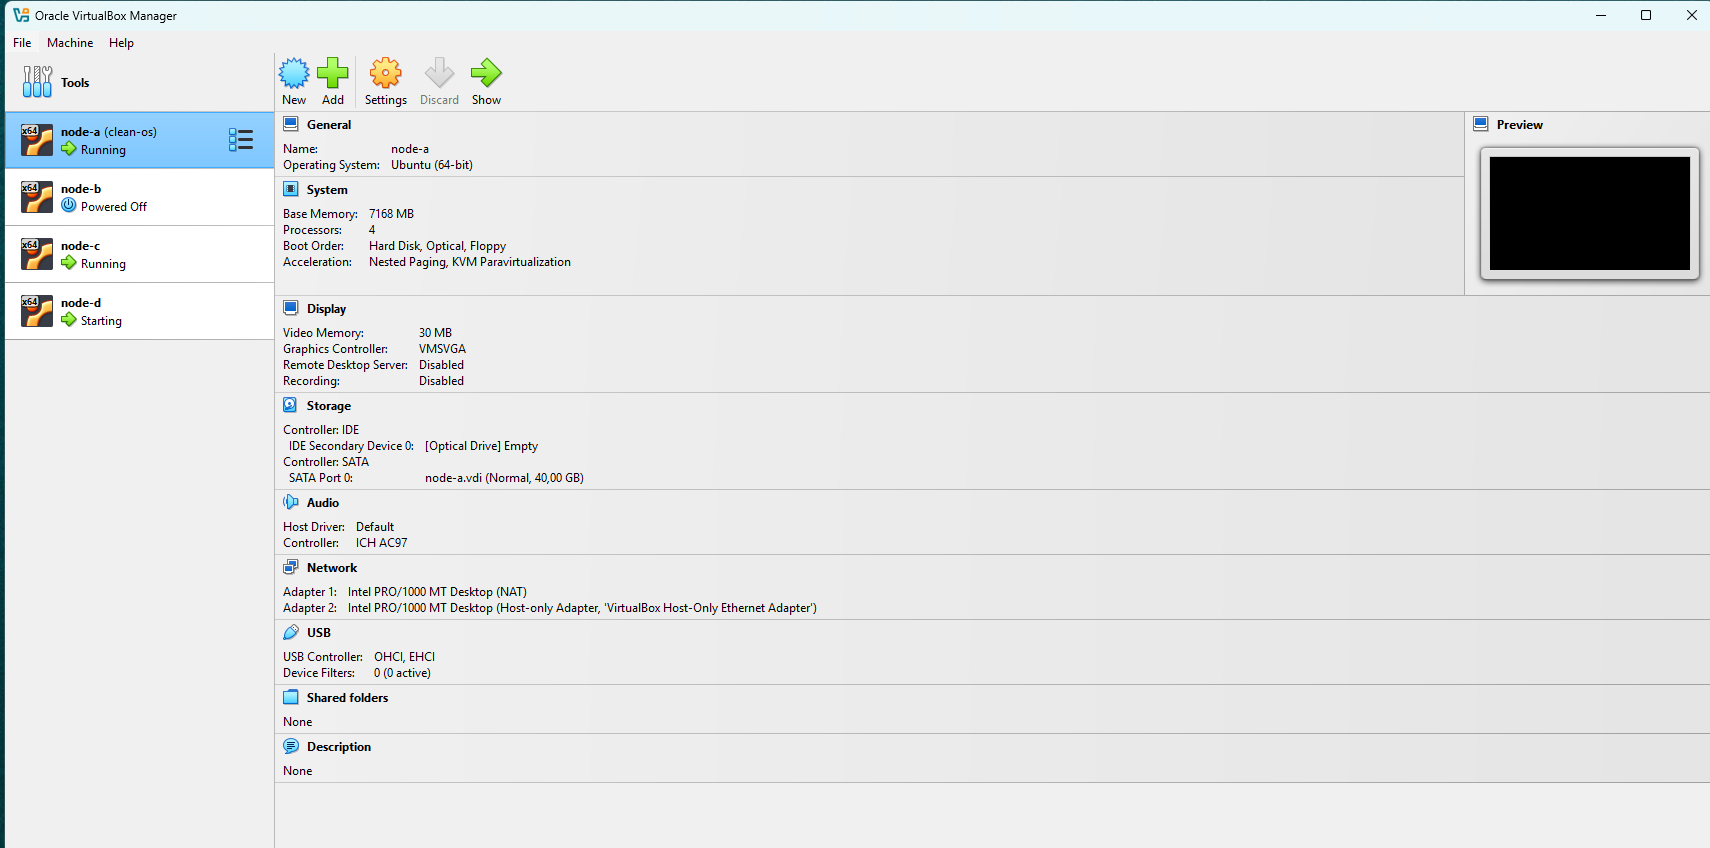 Oracle VirtualBox Manager
File Machine Help
Tools
New Add Settings Discard Show
x64 node-a (clean-os)
Running
x64 node-b
Powered Off
x64 node-c
Running
x64 node-d
Starting
General
Name: node-a
Operating System: Ubuntu (64-bit)
Preview
System
Base Memory: 7168 MB
Processors: 4
Boot Order: Hard Disk, Optical, Floppy
Acceleration: Nested Paging, KVM Paravirtualization
Display
Video Memory: 30 MB
Graphics Controller: VMSVGA
Remote Desktop Server: Disabled
Recording: Disabled
Storage
Controller: IDE
IDE Secondary Device 0: [Optical Drive] Empty
Controller: SATA
SATA Port 0: node-a.vdi (Normal, 40,00 GB)
Audio
Host Driver: Default
Controller: ICH AC97
Network
Adapter 1: Intel PRO/1000 MT Desktop (NAT)
Adapter 2: Intel PRO/1000 MT Desktop (Host-only Adapter, 'VirtualBox Host-Only Ethernet Adapter')
USB
USB Controller: OHCI, EHCI
Device Filters: 0 (0 active)
Shared folders
None
Description
None